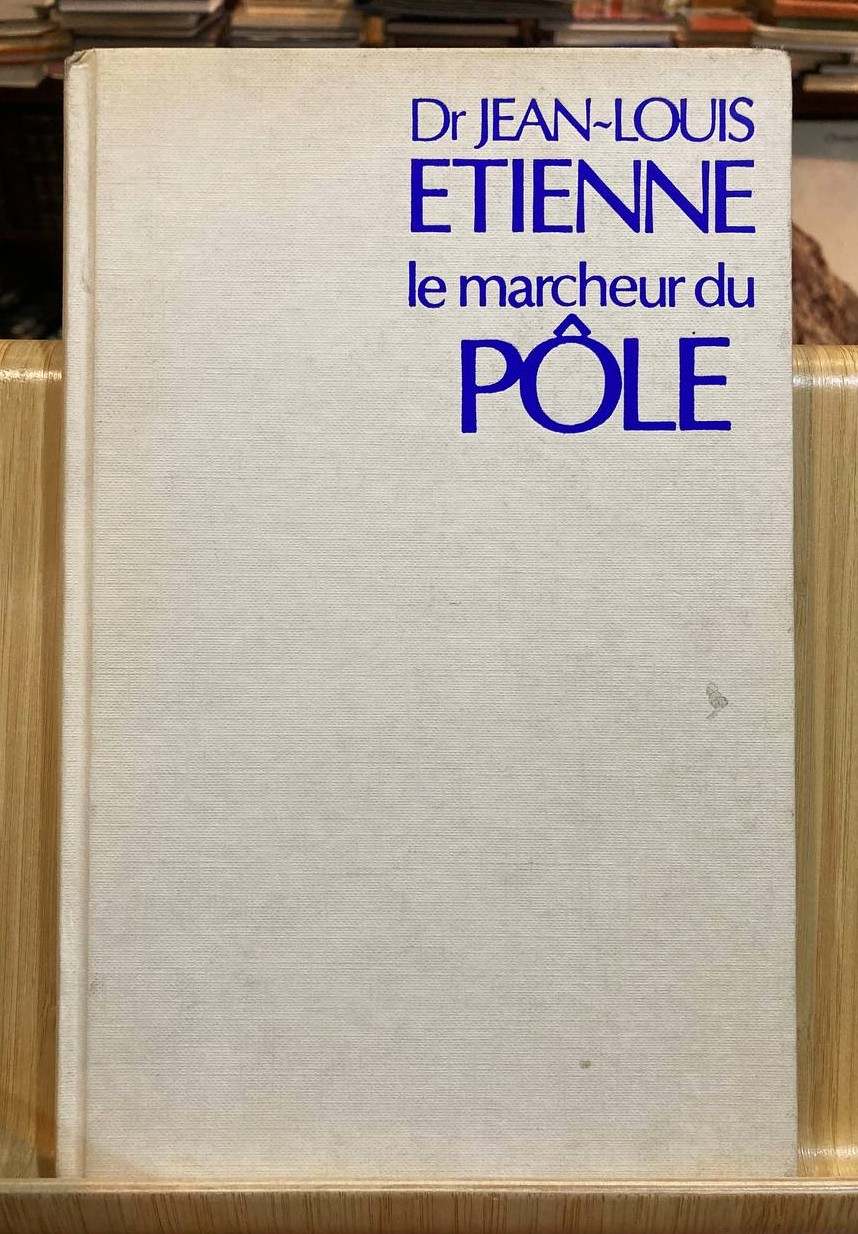 Dr JEAN~LOUIS
ETIENNE
le marcheur du
PÔLE